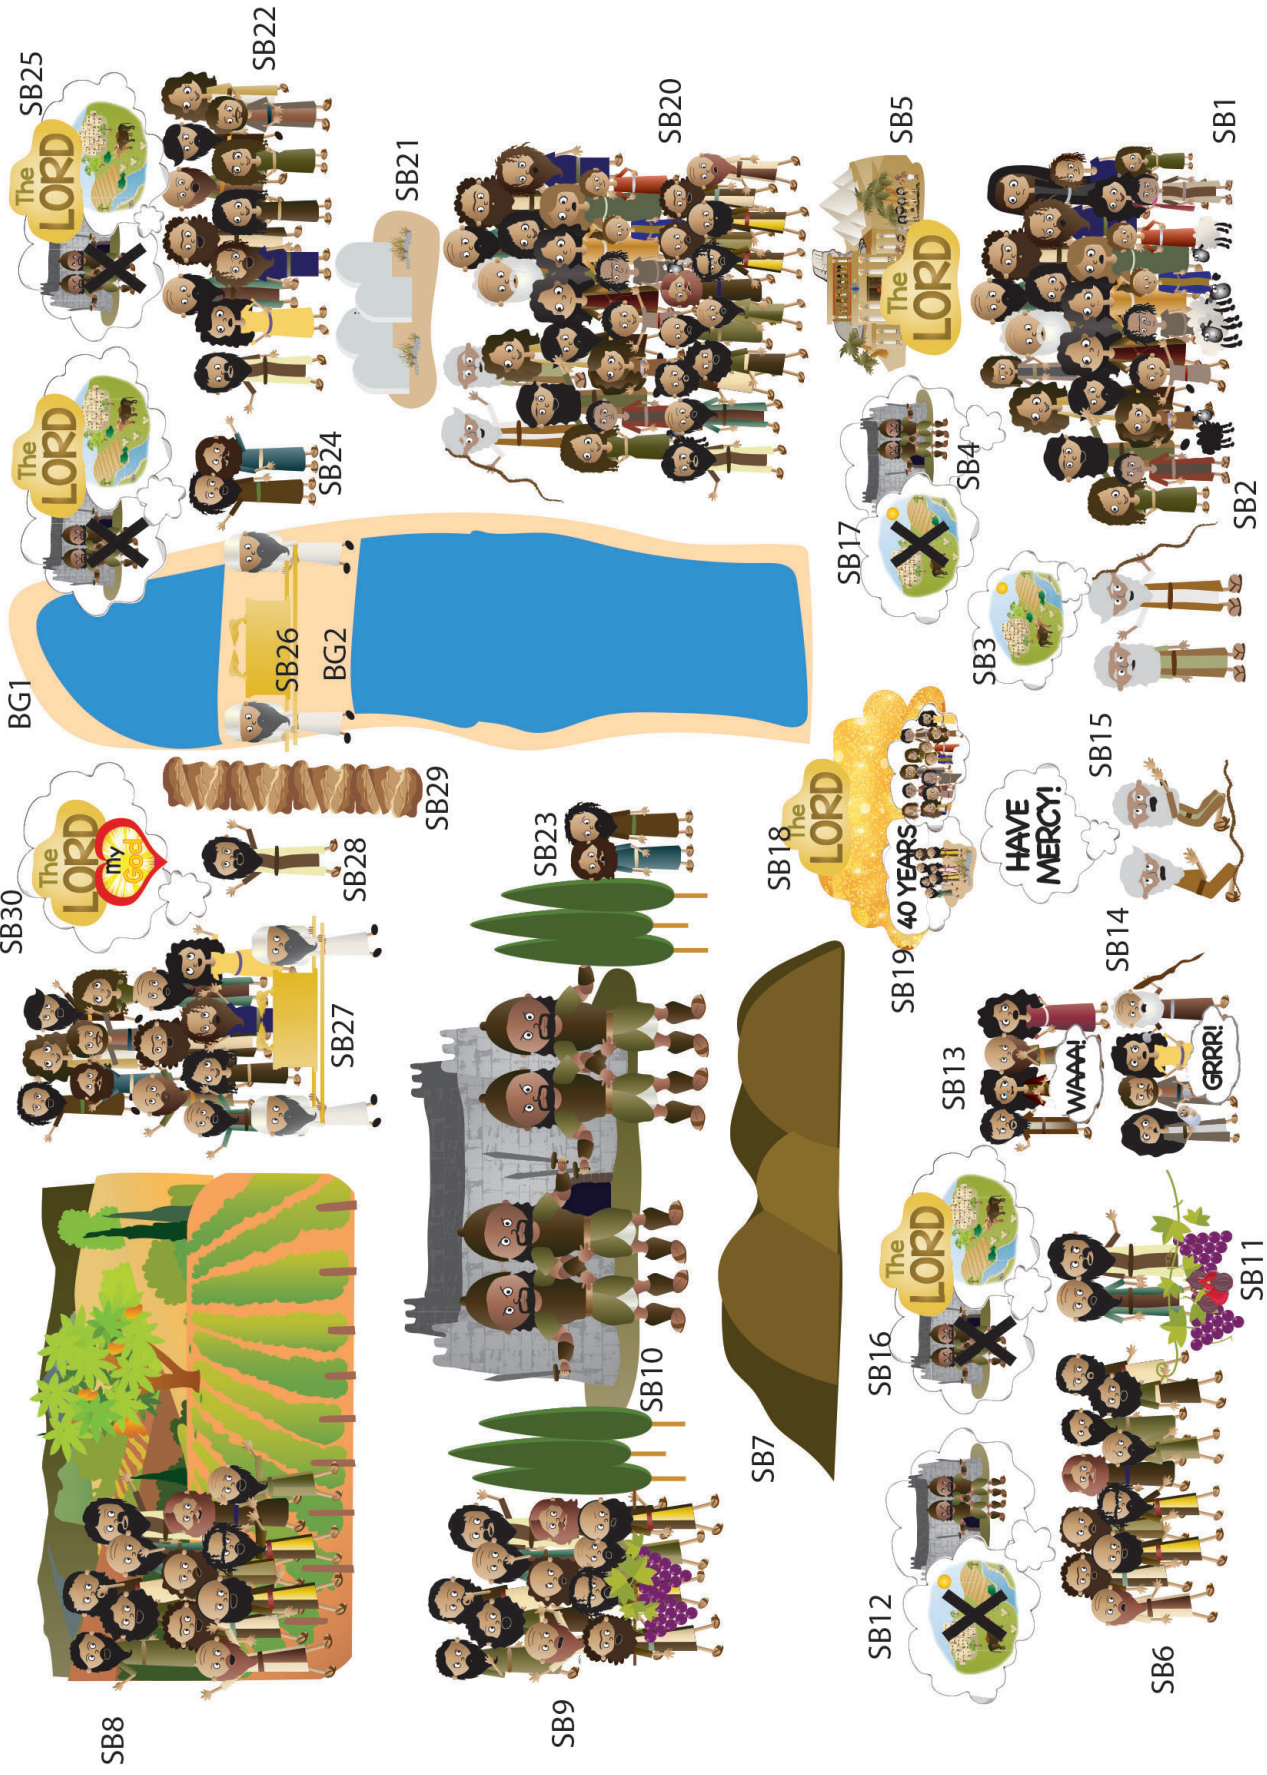 SB8
SB30
The
LORD
my
God
BG1
The
LORD
The
LORD
SB25
SB22
SB27
SB28
SB29
SB26
BG2
SB24
SB21
SB9
SB10
SB23
SB20
SB7
SB18
The
LORD
40 YEARS
SB19
SB17
SB4
The
LORD
SB5
SB12
SB16
The
LORD
SB13
WAAA!
GRRR!
SB14
HAVE
MERCY!
SB15
SB3
SB6
SB11
SB2
SB1